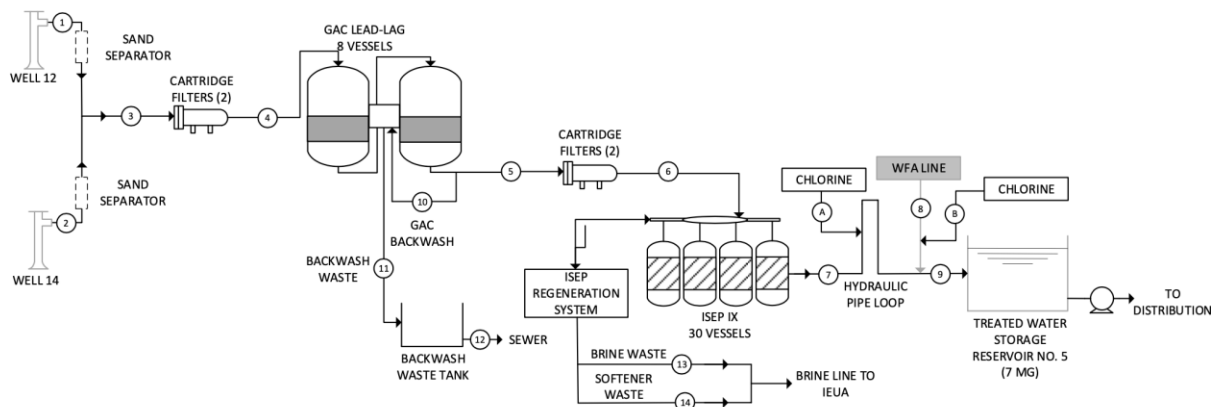 1
SAND
SEPARATOR
WELL 12
CARTRIDGE
FILTERS (2)
3
4
2
SAND
SEPARATOR
WELL 14
GAC LEAD-LAG
8 VESSELS
10
GAC
BACKWASH
BACKWASH
WASTE
11
12
SEWER
BACKWASH
WASTE TANK
5
CARTRIDGE
FILTERS (2)
6
ISEP
REGENERATION
SYSTEM
ISEP IX
30 VESSELS
BRINE WASTE
13
SOFTENER
WASTE
14
BRINE LINE TO
IEUA
CHLORINE
A
7
HYDRAULIC
PIPE LOOP
WFA LINE
8
CHLORINE
B
9
TREATED WATER
STORAGE
RESERVOIR NO. 5
(7 MG)
TO
DISTRIBUTION